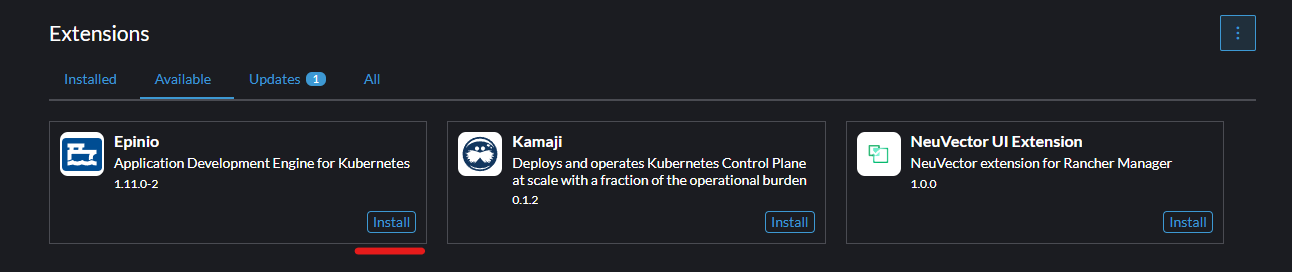 Extensions
Installed
Available
Updates 1
All
Epinio
Application Development Engine for Kubernetes
1.11.0-2
Install
Kamaji
Deploys and operates Kubernetes Control Plane
at scale with a fraction of the operational burden
0.1.2
Install
NeuVector UI Extension
NeuVector extension for Rancher Manager
1.0.0
Install